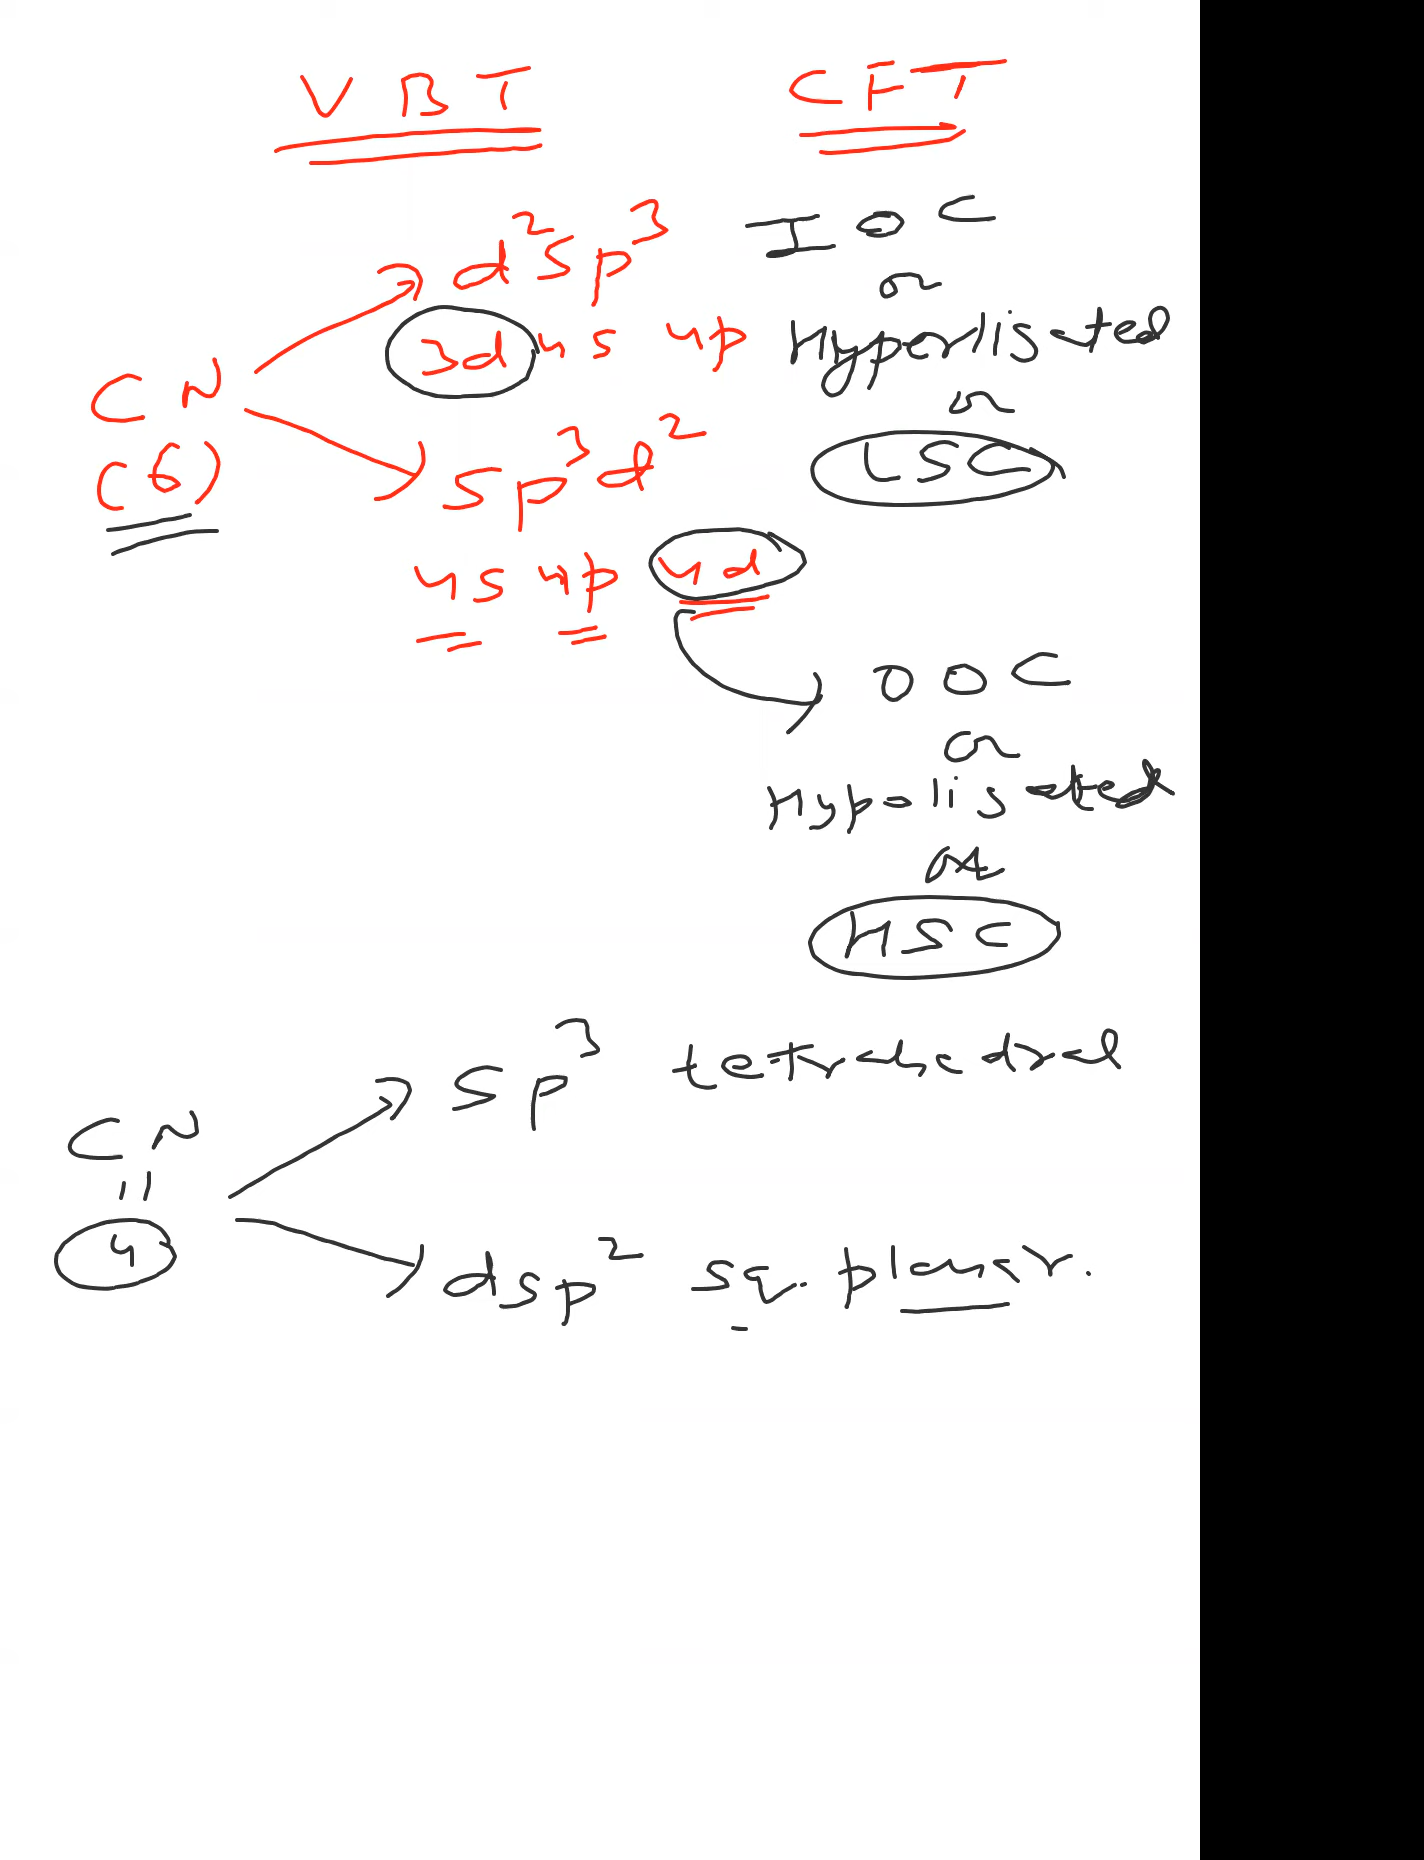 VBT CFT
d²sp³ IOC
or
3d 4s 4p Hyperlisated
CN or
(6) sp³d² LSC
4s 4p 4d
OOC
or
Hypolisated
or
HSC
sp³ tetrahedral
CN
4
dsp² sq. planar.